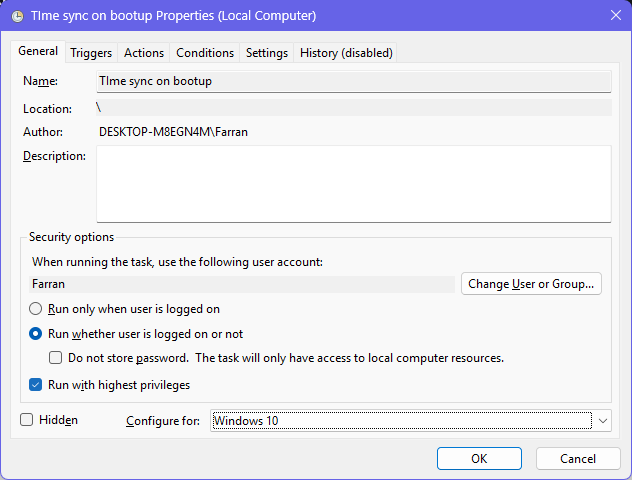 TIme sync on bootup Properties (Local Computer)
General Triggers Actions Conditions Settings History (disabled)
Name: TIme sync on bootup
Location: \
Author: DESKTOP-M8EGN4M\Farran
Description:
Security options
When running the task, use the following user account:
Farran Change User or Group...
Run only when user is logged on
Run whether user is logged on or not
Do not store password. The task will only have access to local computer resources.
Run with highest privileges
Hidden Configure for: Windows 10
OK Cancel